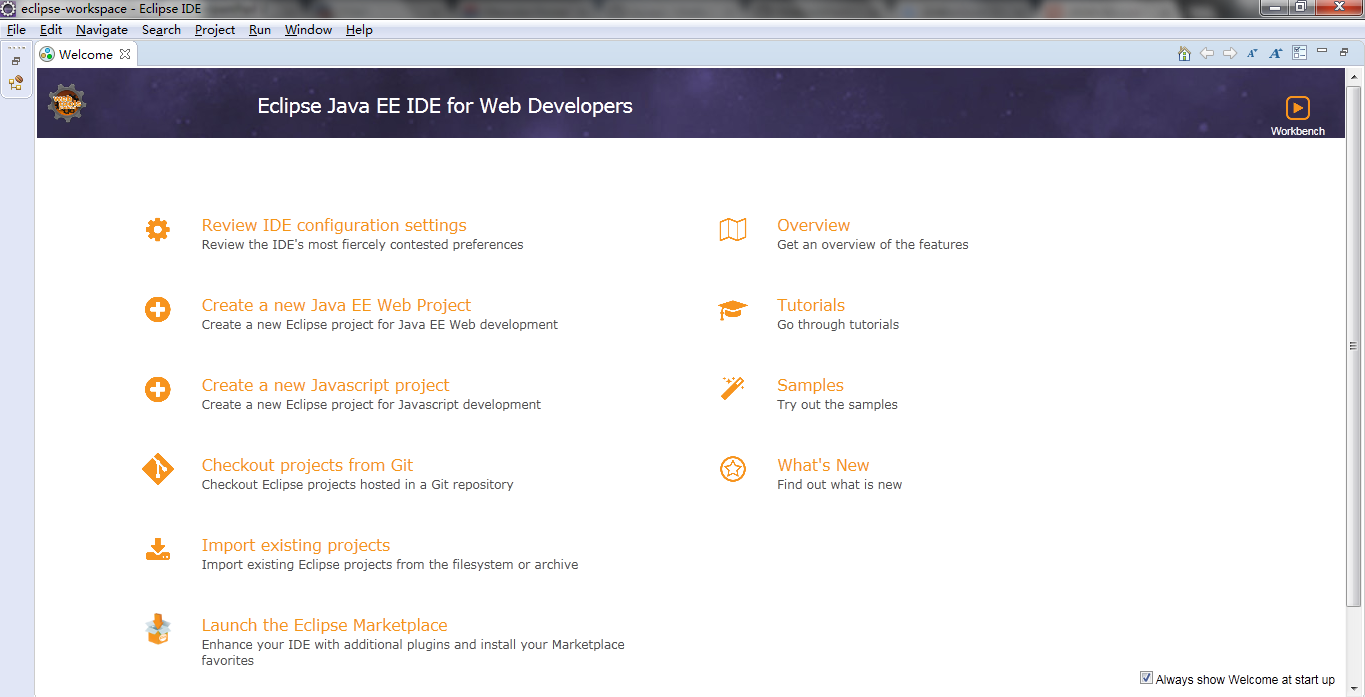 eclipse-workspace - Eclipse IDE
File Edit Navigate Search Project Run Window Help
Welcome
Eclipse Java EE IDE for Web Developers
Workbench
Review IDE configuration settings
Review the IDE's most fiercely contested preferences
Create a new Java EE Web Project
Create a new Eclipse project for Java EE Web development
Create a new Javascript project
Create a new Eclipse project for Javascript development
Checkout projects from Git
Checkout Eclipse projects hosted in a Git repository
Import existing projects
Import existing Eclipse projects from the filesystem or archive
Launch the Eclipse Marketplace
Enhance your IDE with additional plugins and install your Marketplace
favorites
Overview
Get an overview of the features
Tutorials
Go through tutorials
Samples
Try out the samples
What's New
Find out what is new
Always show Welcome at start up